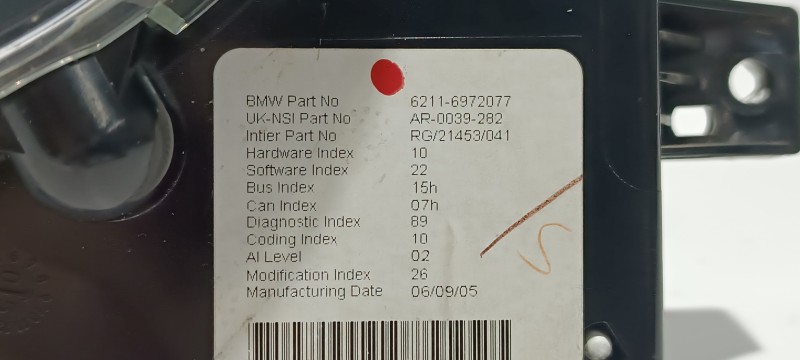 BMW Part No 6211-6972077
UK-NSI Part No AR-0039-282
Intier Part No RG/21453/041
Hardware Index 10
Software Index 22
Bus Index 15h
Can Index 07h
Diagnostic Index 89
Coding Index 10
AI Level 02
Modification Index 26
Manufacturing Date 06/09/05